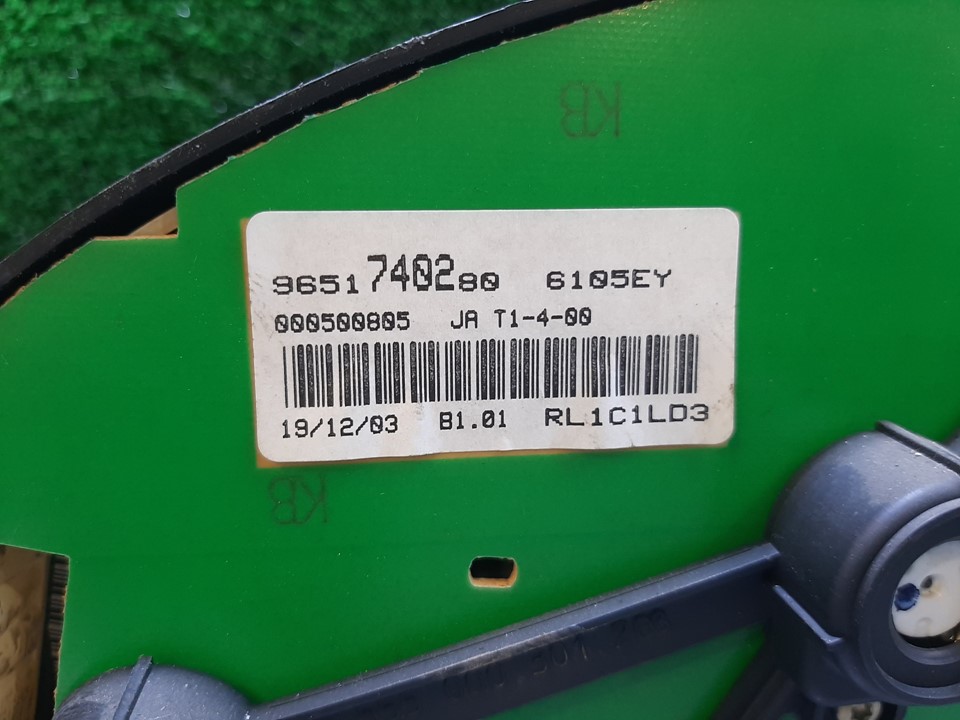 KB
9651740280 6105EY
000500805 JA T1-4-00
19/12/03 B1.01 RL1C1LD3
KB